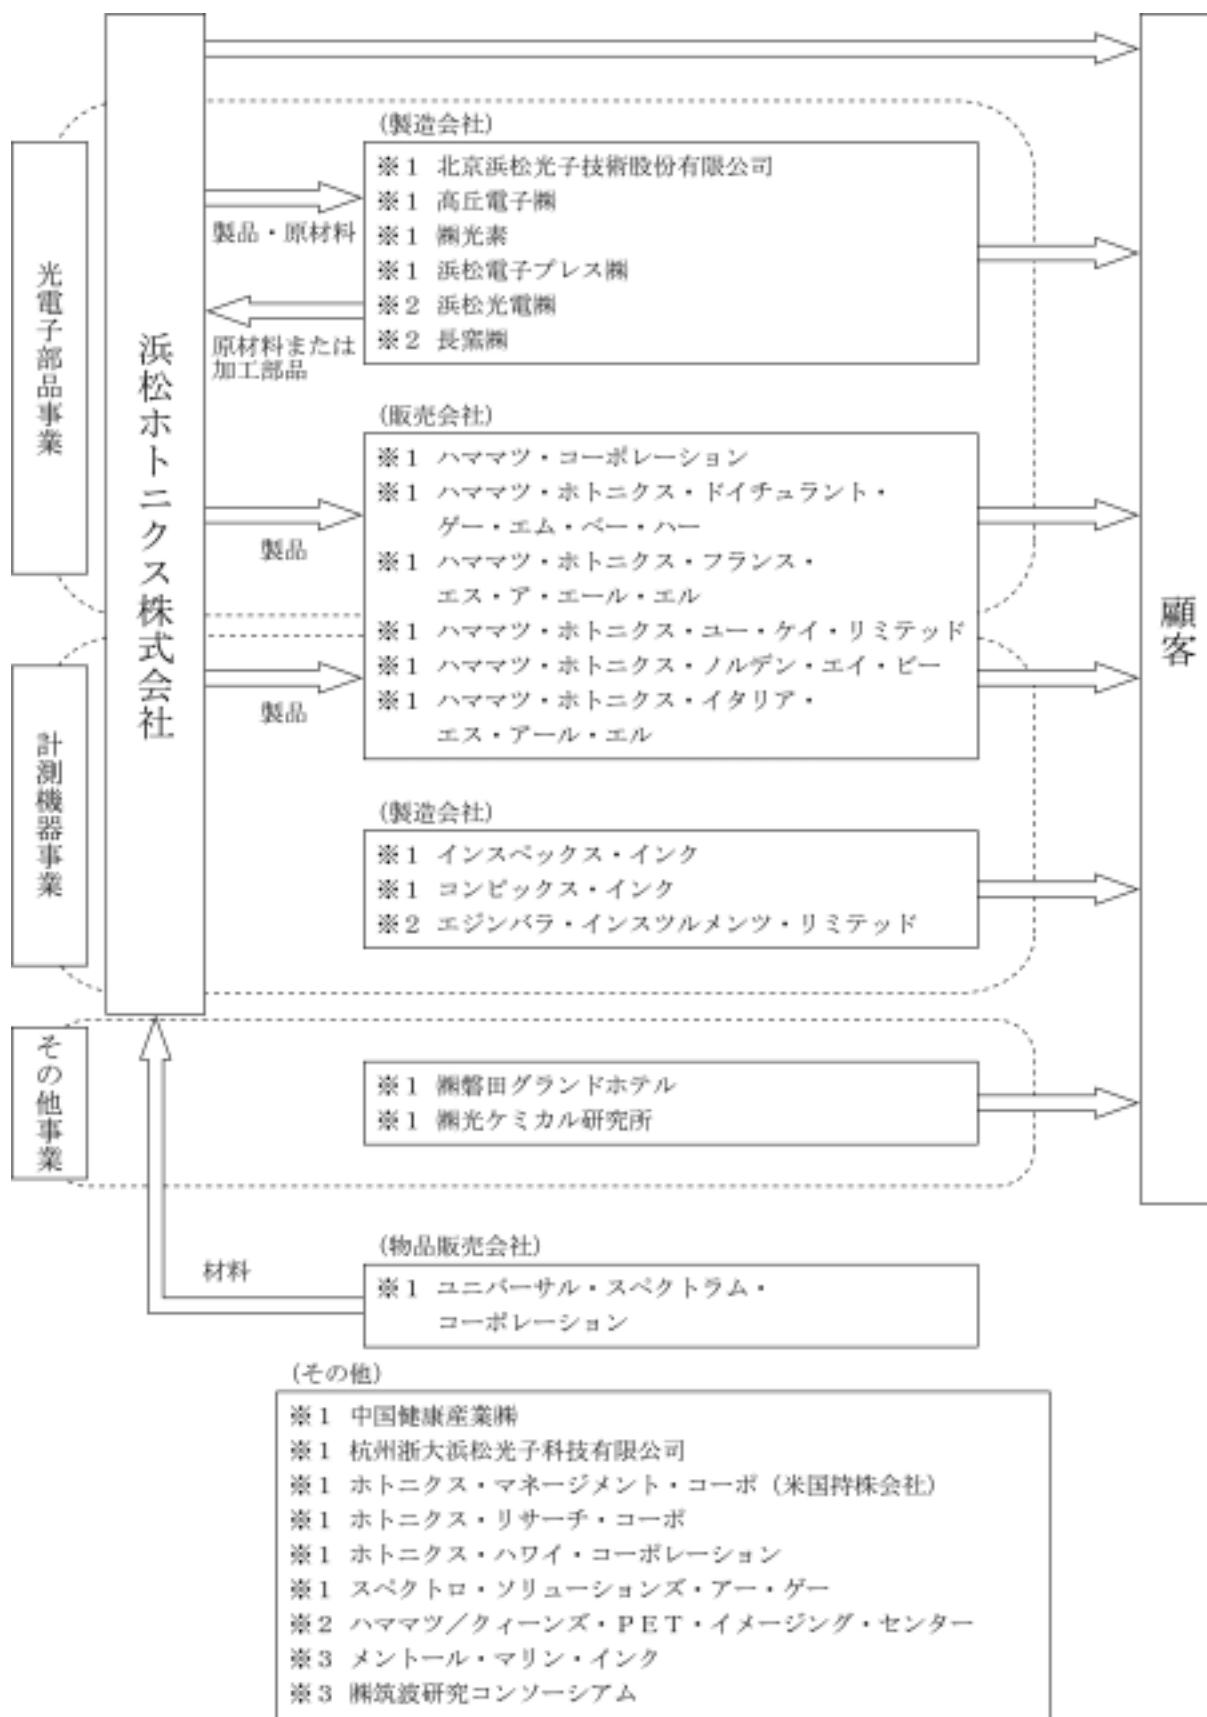 浜松ホトニクス株式会社
顧客
光電子部品事業
(製造会社)
※1 北京浜松光子技術股份有限公司
※1 高丘電子㈱
※1 ㈱光素
※1 浜松電子プレス㈱
※2 浜松光電㈱
※2 長窯㈱
製品・原材料
原材料または
加工部品
(販売会社)
※1 ハママツ・コーポレーション
※1 ハママツ・ホトニクス・ドイチュラント・
ゲー・エム・ベー・ハー
※1 ハママツ・ホトニクス・フランス・
エス・ア・エール・エル
※1 ハママツ・ホトニクス・ユー・ケイ・リミテッド
※1 ハママツ・ホトニクス・ノルデン・エイ・ビー
※1 ハママツ・ホトニクス・イタリア・
エス・アール・エル
製品
製品
計測機器事業
(製造会社)
※1 インスペックス・インク
※1 コンピックス・インク
※2 エジンバラ・インスツルメンツ・リミテッド
その他事業
※1 ㈱磐田グランドホテル
※1 ㈱光ケミカル研究所
材料
(物品販売会社)
※1 ユニバーサル・スペクトラム・
コーポレーション
(その他)
※1 中国健康産業㈱
※1 杭州浙大浜松光子科技有限公司
※1 ホトニクス・マネージメント・コーポ（米国持株会社）
※1 ホトニクス・リサーチ・コーポ
※1 ホトニクス・ハワイ・コーポレーション
※1 スペクトロ・ソリューションズ・アー・ゲー
※2 ハママツ／クィーンズ・ＰＥＴ・イメージング・センター
※3 メントール・マリン・インク
※3 ㈱筑波研究コンソーシアム